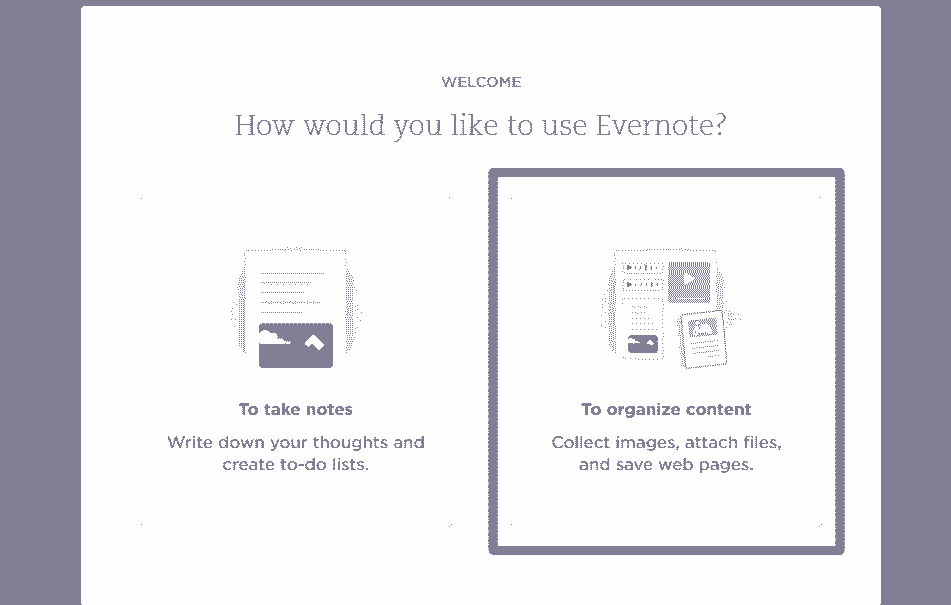 WELCOME
How would you like to use Evernote?
To take notes
Write down your thoughts and
create to-do lists.
To organize content
Collect images, attach files,
and save web pages.